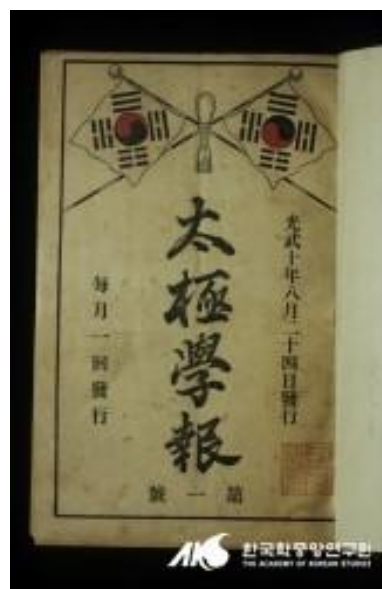 光武十年八月二十四日發行
太極學報
每月一回發行
第一號
AKS 한국학중앙연구원
THE ACADEMY OF KOREAN STUDIES